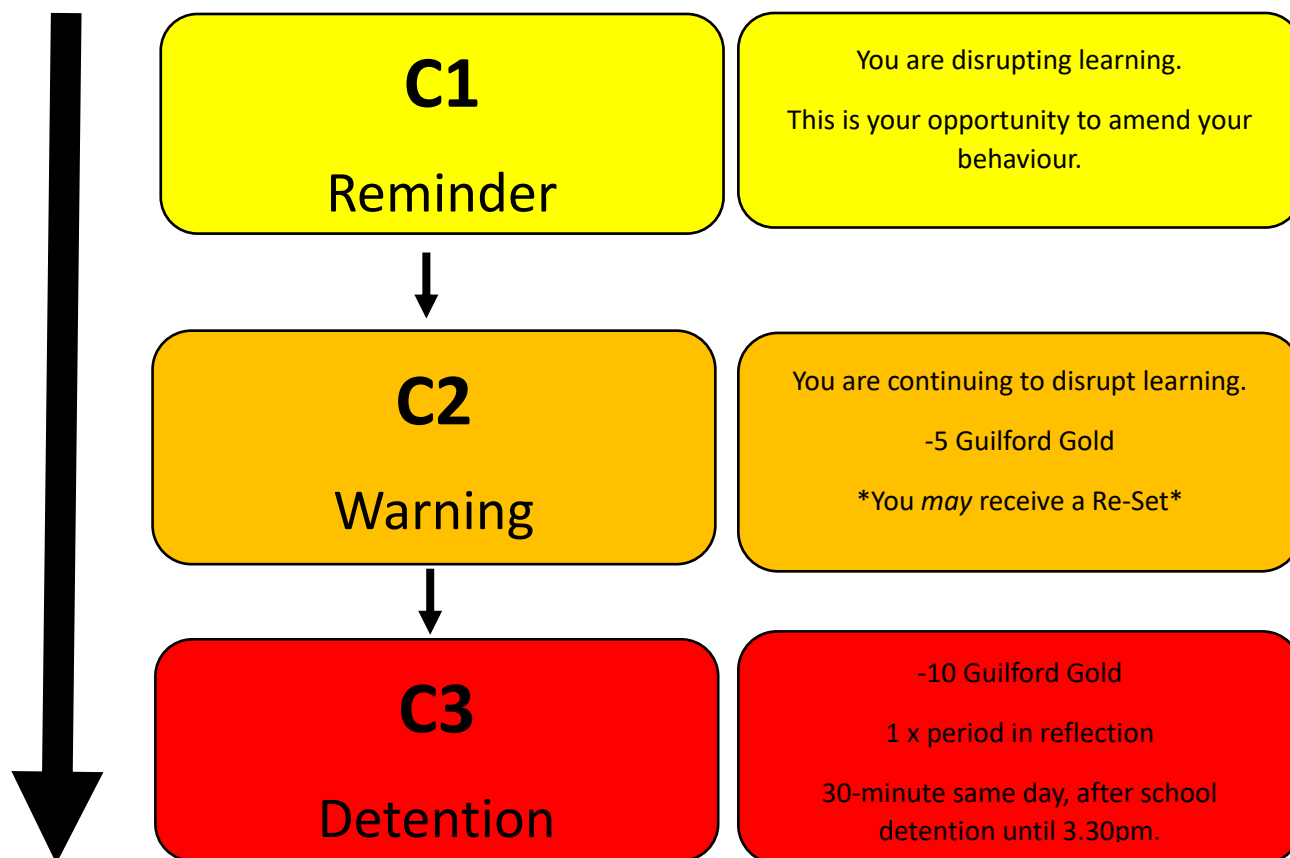 C1
Reminder
You are disrupting learning.
This is your opportunity to amend your
behaviour.
C2
Warning
You are continuing to disrupt learning.
-5 Guilford Gold
*You may receive a Re-Set*
C3
Detention
-10 Guilford Gold
1 x period in reflection
30-minute same day, after school
detention until 3.30pm.